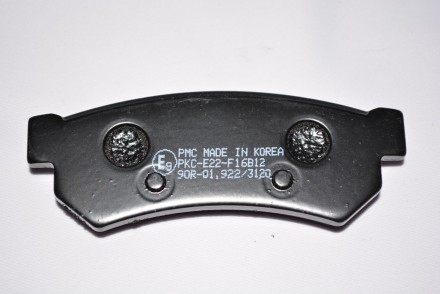 PMC MADE IN KOREA
E9 PKC-E22-F16B12
90R-01,922/312D